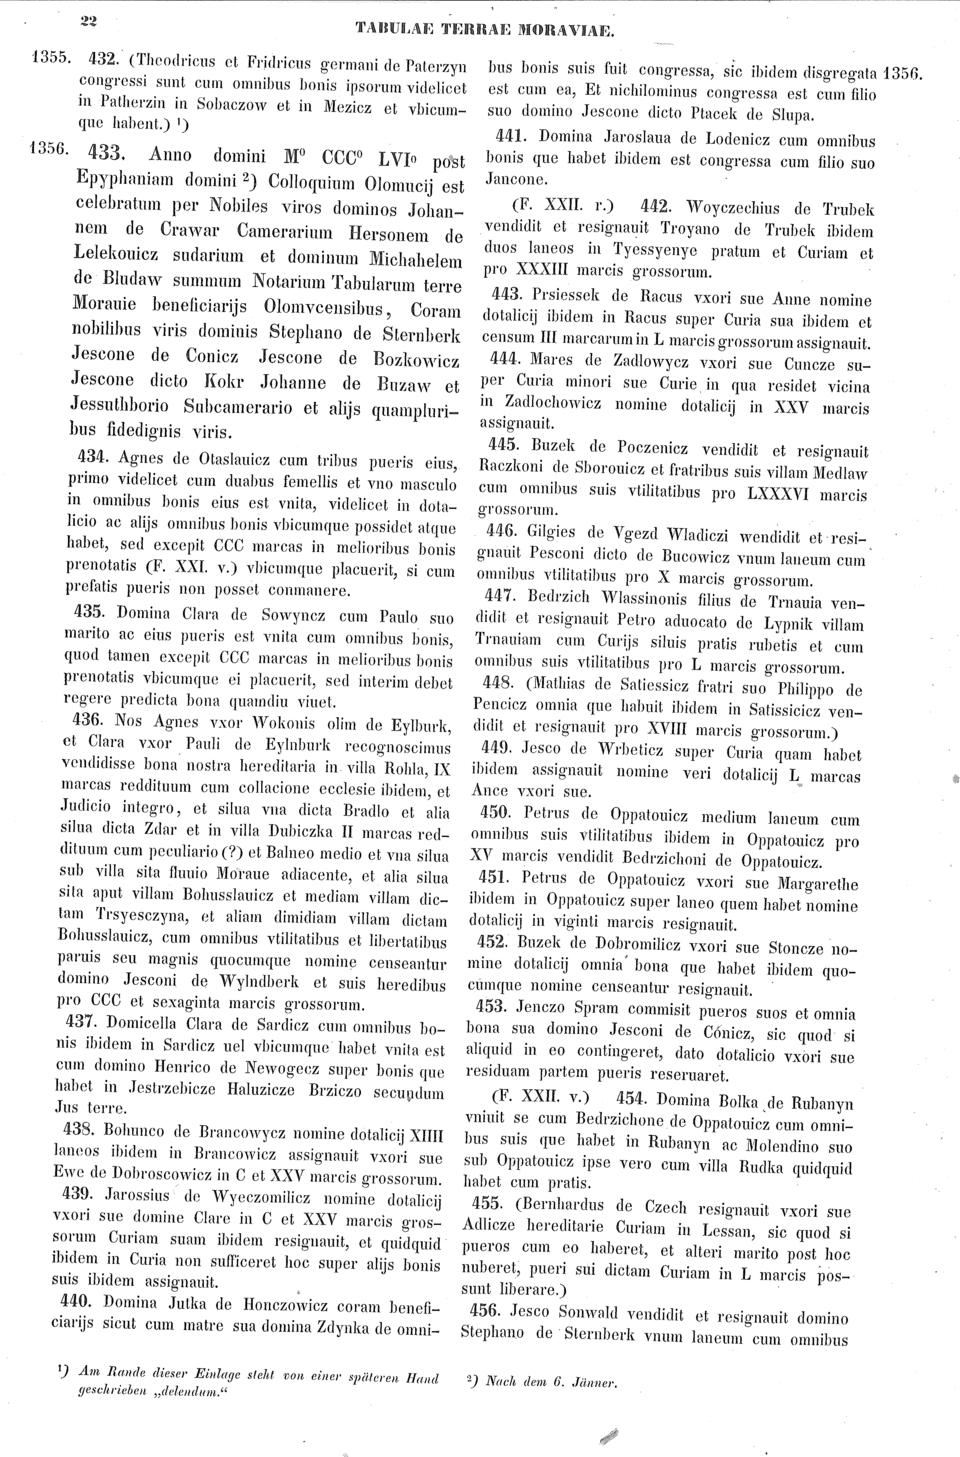 22
TABULAE TERRAE MORAVIAE.
1355. 432. (Theodricus et Fridricus germani de Paterzyn
congressi sunt cum omnibus bonis ipsorum videlicet
in Patherzin in Sobaczow et in Mezicz et vbicum-
que habent.) ¹)
1356. 433. Anno domini M⁰ CCC⁰ LVI⁰ post
Epyphaniam domini ²) Colloquium Olomucij est
celebratum per Nobiles viros dominos Johan-
nem de Crawar Camerarium Hersonem de
Lelekouicz sudarium et dominum Michahelem
de Bludaw summum Notarium Tabularum terre
Morauie beneficiarijs Olomvcensibus, Coram
nobilibus viris dominis Stephano de Sternberk
Jescone de Conicz Jescone de Bozkowicz
Jescone dicto Kokr Johanne de Buzaw et
Jessuthborio Subcamerario et alijs quampluri-
bus fidedignis viris.
434. Agnes de Otaslauicz cum tribus pueris eius,
primo videlicet cum duabus femellis et vno masculo
in omnibus bonis eius est vnita, videlicet in dota-
licio ac alijs omnibus bonis vbicumque possidet atque
habet, sed excepit CCC marcas in melioribus bonis
prenotatis (F. XXI. v.) vbicumque placuerit, si cum
prefatis pueris non posset conmanere.
435. Domina Clara de Sowyncz cum Paulo suo
marito ac eius pueris est vnita cum omnibus bonis,
quod tamen excepit CCC marcas in melioribus bonis
prenotatis vbicumque ei placuerit, sed interim debet
regere predicta bona quamdiu viuet.
436. Nos Agnes vxor Wokonis olim de Eylburk,
et Clara vxor Pauli de Eylnburk recognoscimus
vendidisse bona nostra hereditaria in villa Rohla, IX
marcas reddituum cum collacione ecclesie ibidem, et
Judicio integro, et silua vna dicta Bradlo et alia
silua dicta Zdar et in villa Dubiczka II marcas red-
dituum cum peculiario (?) et Balneo medio et vna silua
sub villa sita fluuio Moraue adiacente, et alia silua
sita aput villam Bohusslauicz et mediam villam dic-
tam Trsyesczyna, et aliam dimidiam villam dictam
Bohusslauicz, cum omnibus vtilitatibus et libertatibus
paruis seu magnis quocumque nomine censeantur
domino Jesconi de Wylndberk et suis heredibus
pro CCC et sexaginta marcis grossorum.
437. Domicella Clara de Sardicz cum omnibus bo-
nis ibidem in Sardicz uel vbicumque habet vnita est
cum domino Henrico de Newogecz super bonis que
habet in Jestrzebicze Haluzicze Brziczo secundum
Jus terre.
438. Bohunco de Brancowycz nomine dotalicij XIIII
laneos ibidem in Brancowicz assignauit vxori sue
Ewe de Dobroscowicz in C et XXV marcis grossorum.
439. Jarossius de Wyeczomilicz nomine dotalicij
vxori sue domine Clare in C et XXV marcis gros-
sorum Curiam suam ibidem resignauit, et quidquid
ibidem in Curia non sufficeret hoc super alijs bonis
suis ibidem assignauit.
440. Domina Jutka de Honczowicz coram benefi-
ciarijs sicut cum matre sua domina Zdynka de omni-
bus bonis suis fuit congressa, sic ibidem disgregata 1356.
est cum ea, Et nichilominus congressa est cum filio
suo domino Jescone dicto Ptacek de Slupa.
441. Domina Jaroslaua de Lodenicz cum omnibus
bonis que habet ibidem est congressa cum filio suo
Jancone.
(F. XXII. r.) 442. Woyczechius de Trubek
vendidit et resignauit Troyano de Trubek ibidem
duos laneos in Tyessyenye pratum et Curiam et
pro XXXIII marcis grossorum.
443. Prsiessek de Racus vxori sue Anne nomine
dotalicij ibidem in Racus super Curia sua ibidem et
censum III marcarum in L marcis grossorum assignauit.
444. Mares de Zadlowycz vxori sue Cuncze su-
per Curia minori sue Curie in qua residet vicina
in Zadlochowicz nomine dotalicij in XXV marcis
assignauit.
445. Buzek de Poczenicz vendidit et resignauit
Raczkoni de Sborouicz et fratribus suis villam Medlaw
cum omnibus suis vtilitatibus pro LXXXVI marcis
grossorum.
446. Gilgies de Vgezd Wladiczi wendidit et resi-
gnauit Pesconi dicto de Bucowicz vnum laneum cum
omnibus vtilitatibus pro X marcis grossorum.
447. Bedrzich Wlassinonis filius de Trnauia ven-
didit et resignauit Petro aduocato de Lypnik villam
Trnauiam cum Curijs siluis pratis rubetis et cum
omnibus suis vtilitatibus pro L marcis grossorum.
448. (Mathias de Satiessicz fratri suo Philippo de
Pencicz omnia que habuit ibidem in Satissicicz ven-
didit et resignauit pro XVIII marcis grossorum.)
449. Jesco de Wrbeticz super Curia quam habet
ibidem assignauit nomine veri dotalicij L marcas
Ance vxori sue.
450. Petrus de Oppatouicz medium laneum cum
omnibus suis vtilitatibus ibidem in Oppatouicz pro
XV marcis vendidit Bedrzichoni de Oppatouicz.
451. Petrus de Oppatouicz vxori sue Margarethe
ibidem in Oppatouicz super laneo quem habet nomine
dotalicij in viginti marcis resignauit.
452. Buzek de Dobromilicz vxori sue Stoncze no-
mine dotalicij omnia bona que habet ibidem quo-
cumque nomine censeantur resignauit.
453. Jenczo Spram commisit pueros suos et omnia
bona sua domino Jesconi de Cónicz, sic quod si
aliquid in eo contingeret, dato dotalicio vxori sue
residuam partem pueris reseruaret.
(F. XXII. v.) 454. Domina Bolka de Rubanyn
vniuit se cum Bedrzichone de Oppatouicz cum omni-
bus suis que habet in Rubanyn ac Molendino suo
sub Oppatouicz ipse vero cum villa Rudka quidquid
habet cum pratis.
455. (Bernhardus de Czech resignauit vxori sue
Adlicze hereditarie Curiam in Lessan, sic quod si
pueros cum eo haberet, et alteri marito post hoc
nuberet, pueri sui dictam Curiam in L marcis pos-
sunt liberare.)
456. Jesco Sonwald vendidit et resignauit domino
Stephano de Sternberk vnum laneum cum omnibus
¹) Am Rande dieser Einlage steht von einer späteren Hand
geschrieben „delendum.“
²) Nach dem 6. Jänner.